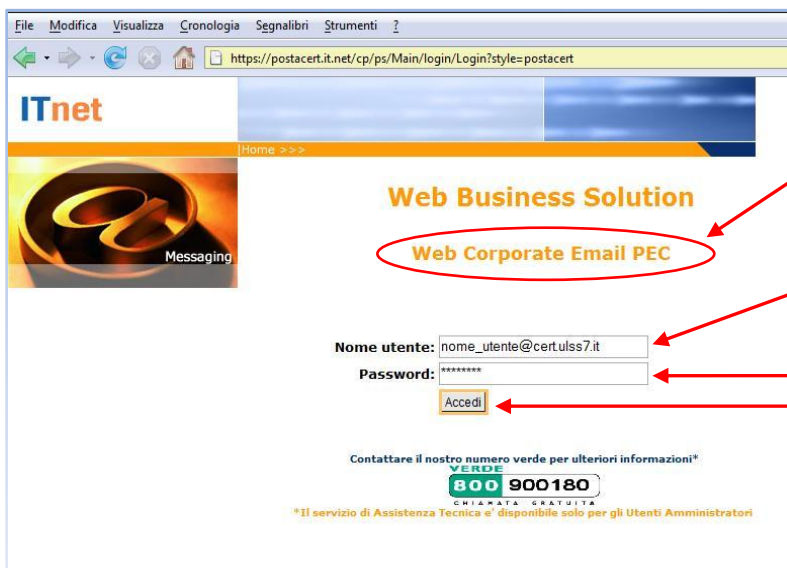 File Modifica Visualizza Cronologia Segnalibri Strumenti ?
https://postacert.it.net/cp/ps/Main/login/Login?style=postacert
ITnet
|Home >>>
Messaging
Web Business Solution
Web Corporate Email PEC
Nome utente: nome_utente@cert.ulss7.it
Password: ********
Accedi
Contattare il nostro numero verde per ulteriori informazioni*
VERDE
800 900180
CHIAMATA GRATUITA
*Il servizio di Assistenza Tecnica e' disponibile solo per gli Utenti Amministratori